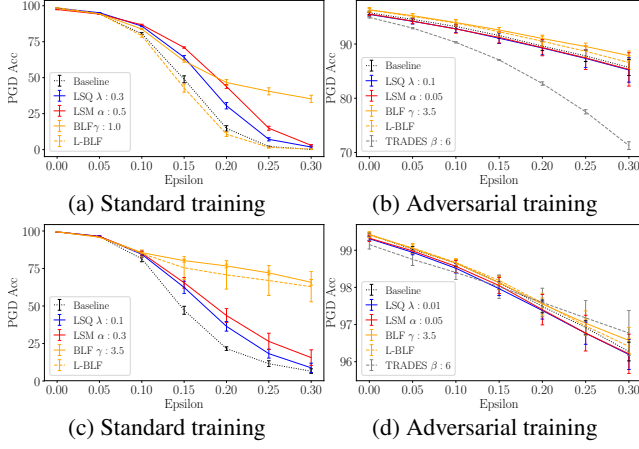 100
75
50
25
0
PGD Acc
Baseline
LSQ λ : 0.3
LSM α : 0.5
BLFγ : 1.0
L-BLF
0.00 0.05 0.10 0.15 0.20 0.25 0.30
Epsilon
(a) Standard training
90
80
70
PGD Acc
Baseline
LSQ λ 0.1
LSM α : 0.05
BLF γ : 3.5
L-BLF
TRADES β : 6
0.00 0.05 0.10 0.15 0.20 0.25 0.30
Epsilon
(b) Adversarial training
100
75
50
25
0
PGD Acc
Baseline
LSQ λ : 0.1
LSM α : 0.3
BLF γ : 3.5
L-BLF
0.00 0.05 0.10 0.15 0.20 0.25 0.30
Epsilon
(c) Standard training
99
98
97
96
PGD Acc
Baseline
LSQ λ : 0.01
LSM α : 0.05
BLF γ : 3.5
L-BLF
TRADES β : 6
0.00 0.05 0.10 0.15 0.20 0.25 0.30
Epsilon
(d) Adversarial training